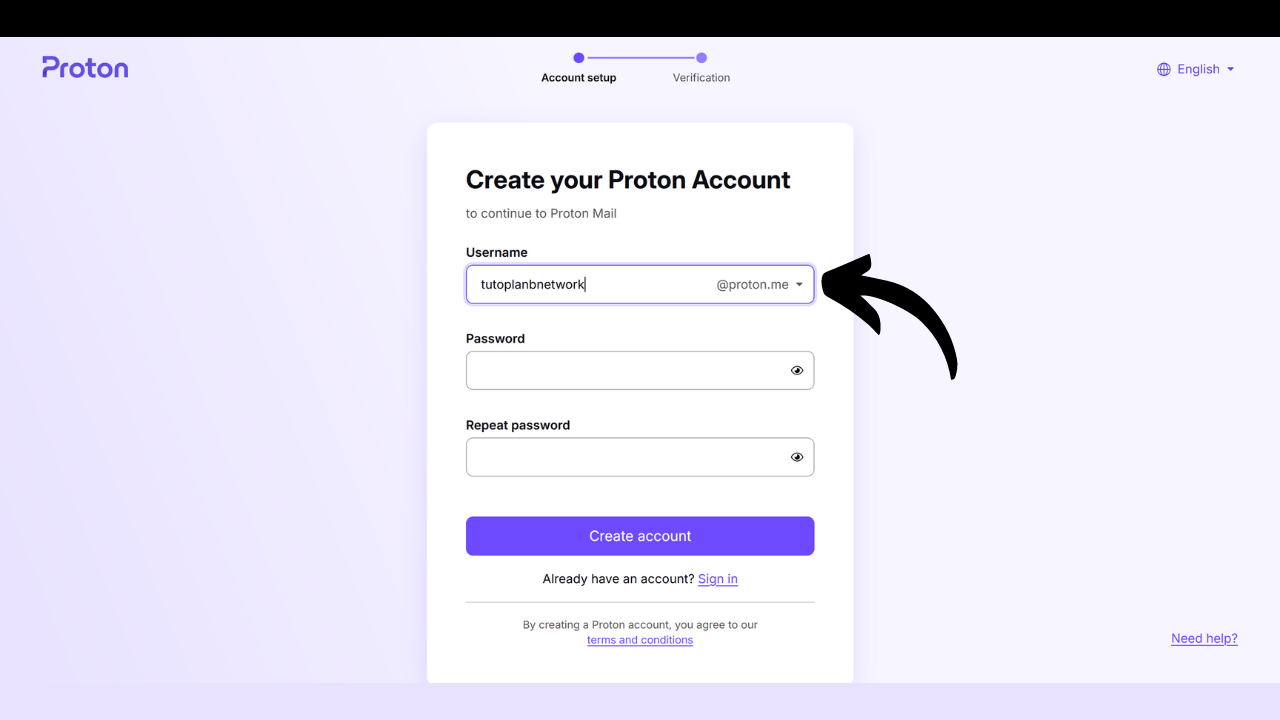 Proton
Account setup
Verification
English
Create your Proton Account
to continue to Proton Mail
Username
tutoplanbnetwork @proton.me
Password
Repeat password
Create account
Already have an account? Sign in
By creating a Proton account, you agree to our
terms and conditions
Need help?